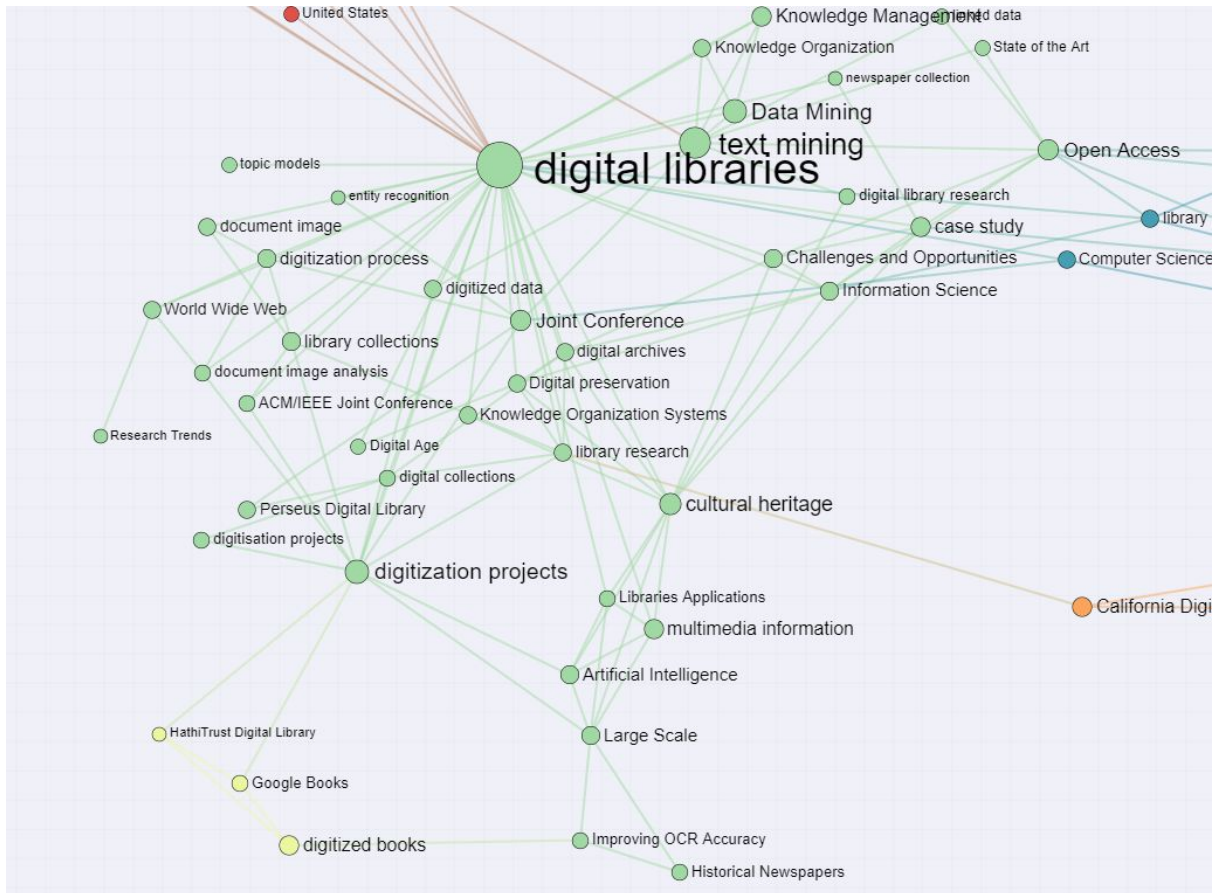 United States
Knowledge Management
linked data
Knowledge Organization
State of the Art
newspaper collection
Data Mining
text mining
Open Access
topic models
digital libraries
entity recognition
digital library research
library
document image
case study
digitization process
Challenges and Opportunities
Computer Science
digitized data
Information Science
World Wide Web
Joint Conference
library collections
digital archives
document image analysis
Digital preservation
ACM/IEEE Joint Conference
Knowledge Organization Systems
Research Trends
Digital Age
library research
digital collections
cultural heritage
Perseus Digital Library
digitisation projects
digitization projects
Libraries Applications
California Digi
multimedia information
Artificial Intelligence
HathiTrust Digital Library
Large Scale
Google Books
digitized books
Improving OCR Accuracy
Historical Newspapers